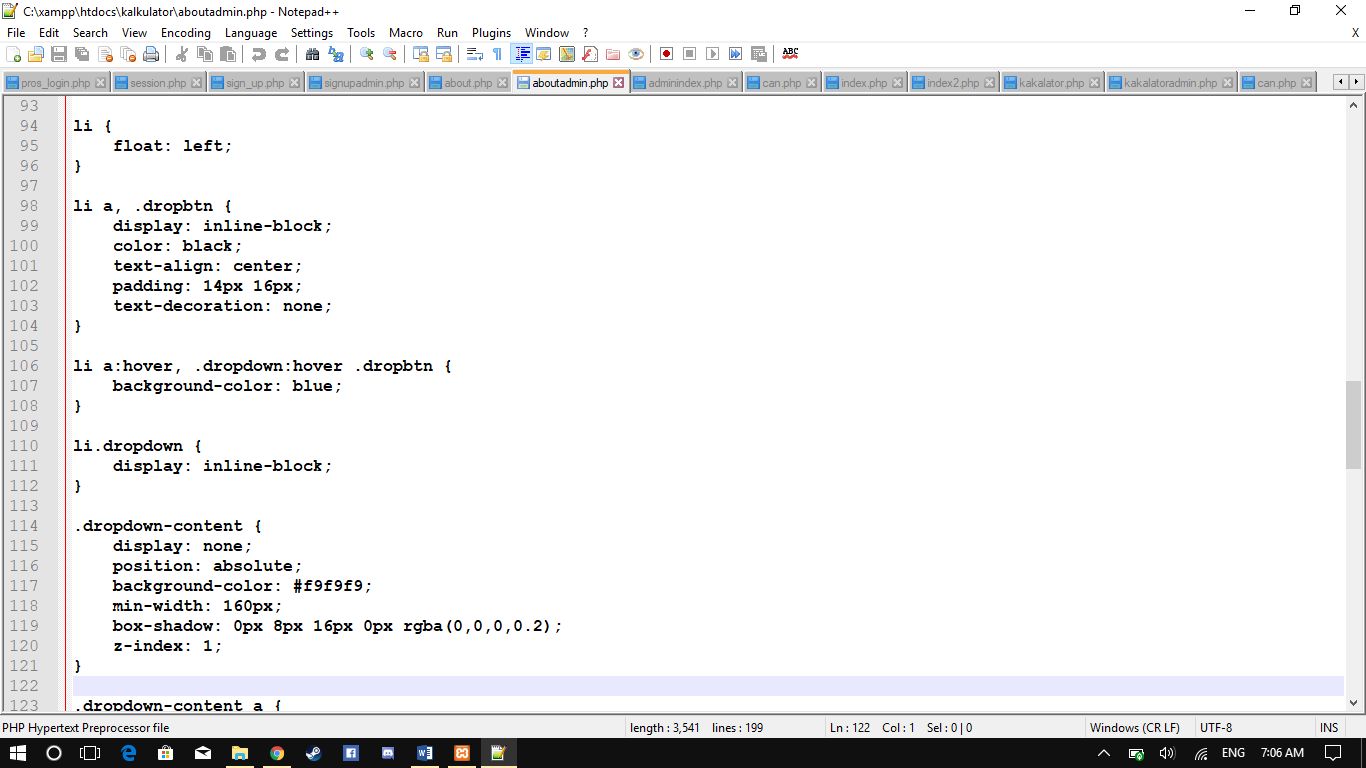 C:\xampp\htdocs\kalkulator\aboutadmin.php - Notepad++
File Edit Search View Encoding Language Settings Tools Macro Run Plugins Window ? X
pros_login.php session.php sign_up.php signupadmin.php about.php aboutadmin.php adminindex.php can.php index.php index2.php kakalator.php kakalatoradmin.php can.php
93
94 li {
95 float: left;
96 }
97
98 li a, .dropbtn {
99 display: inline-block;
100 color: black;
101 text-align: center;
102 padding: 14px 16px;
103 text-decoration: none;
104 }
105
106 li a:hover, .dropdown:hover .dropbtn {
107 background-color: blue;
108 }
109
110 li.dropdown {
111 display: inline-block;
112 }
113
114 .dropdown-content {
115 display: none;
116 position: absolute;
117 background-color: #f9f9f9;
118 min-width: 160px;
119 box-shadow: 0px 8px 16px 0px rgba(0,0,0,0.2);
120 z-index: 1;
121 }
122
123 .dropdown-content a {
PHP Hypertext Preprocessor file length : 3,541 lines : 199 Ln : 122 Col : 1 Sel : 0 | 0 Windows (CR LF) UTF-8 INS
ENG 7:06 AM